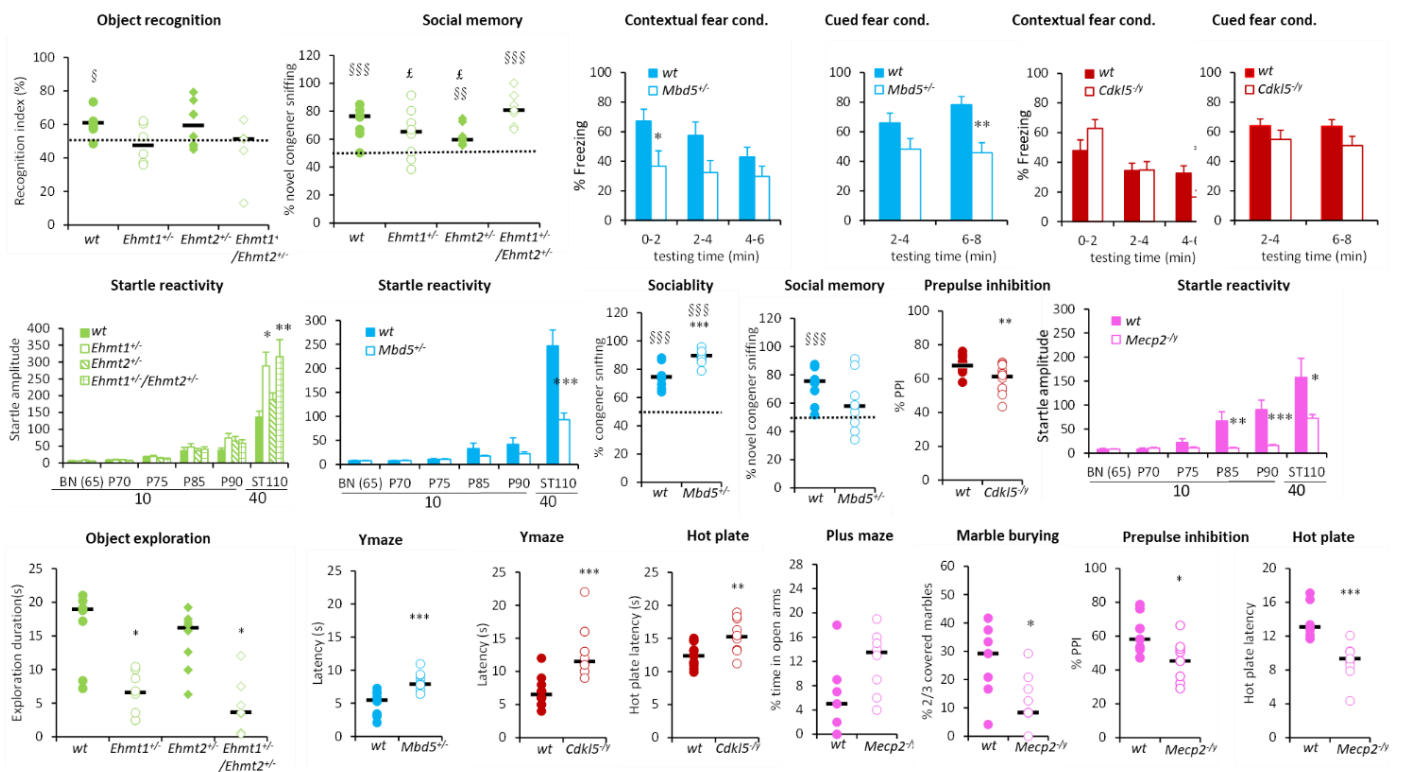 Object recognition
Social memory
Contextual fear cond.
Cued fear cond.
Contextual fear cond.
Cued fear cond.
Recognition index (%)
100
80
60
40
20
0
§
wt
Ehmt1+/-
Ehmt2+/-
Ehmt1+
/Ehmt2+/-
% novel congener sniffing
120
100
80
60
40
20
0
§§§
£
£
§§
§§§
wt
Ehmt1+/-
Ehmt2+/-
Ehmt1+/-
/Ehmt2+/-
% Freezing
100
80
60
40
20
0
wt
Mbd5+/-
*
0-2
2-4
4-6
testing time (min)
100
80
60
40
20
0
wt
Mbd5+/-
**
2-4
6-8
testing time (min)
% Freezing
100
80
60
40
20
0
wt
Cdkl5-/y
0-2
2-4
testing time (min)
100
80
60
40
20
0
wt
Cdkl5-/y
2-4
6-8
testing time (min)
Startle reactivity
Startle reactivity
Sociablity
Social memory
Prepulse inhibition
Startle reactivity
Startle amplitude
400
350
300
250
200
150
100
50
0
wt
Ehmt1+/-
Ehmt2+/-
Ehmt1+/-/Ehmt2+/-
*
**
BN (65)
P70
P75
P85
P90
ST110
10
40
300
250
200
150
100
50
0
wt
Mbd5+/-
***
BN (65)
P70
P75
P85
P90
ST110
10
40
% congener sniffing
120
100
80
60
40
20
0
§§§
§§§
***
wt
Mbd5+/-
% novel congener sniffing
120
100
80
60
40
20
0
§§§
wt
Mbd5+/-
% PPI
100
80
60
40
20
0
**
wt
Cdkl5-/y
Startle amplitude
300
250
200
150
100
50
0
wt
Mecp2-/y
**
***
*
BN (65)
P70
P75
P85
P90
ST110
10
40
Object exploration
Ymaze
Ymaze
Hot plate
Plus maze
Marble burying
Prepulse inhibition
Hot plate
Exploration duration(s)
25
20
15
10
5
0
*
*
wt
Ehmt1+/-
Ehmt2+/-
Ehmt1+/-
/Ehmt2+/-
Latency (s)
25
20
15
10
5
0
***
wt
Mbd5+/-
Latency (s)
25
20
15
10
5
0
***
wt
Cdkl5-/y
Hot plate latency (s)
25
20
15
10
5
0
**
wt
Cdkl5-/y
% time in open arms
28
24
20
16
12
8
4
0
wt
Mecp2-/
% 2/3 covered marbles
60
50
40
30
20
10
0
*
wt
Mecp2-/y
% PPI
100
80
60
40
20
0
*
wt
Mecp2-/y
Hot plate latency
20
16
12
8
4
0
***
wt
Mecp2-/y